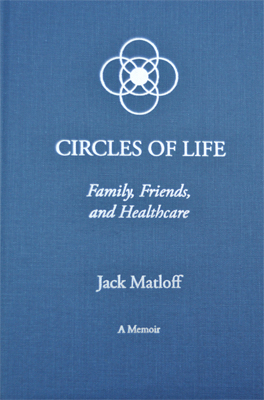 CIRCLES OF LIFE
Family, Friends,
and Healthcare
Jack Matloff
A Memoir